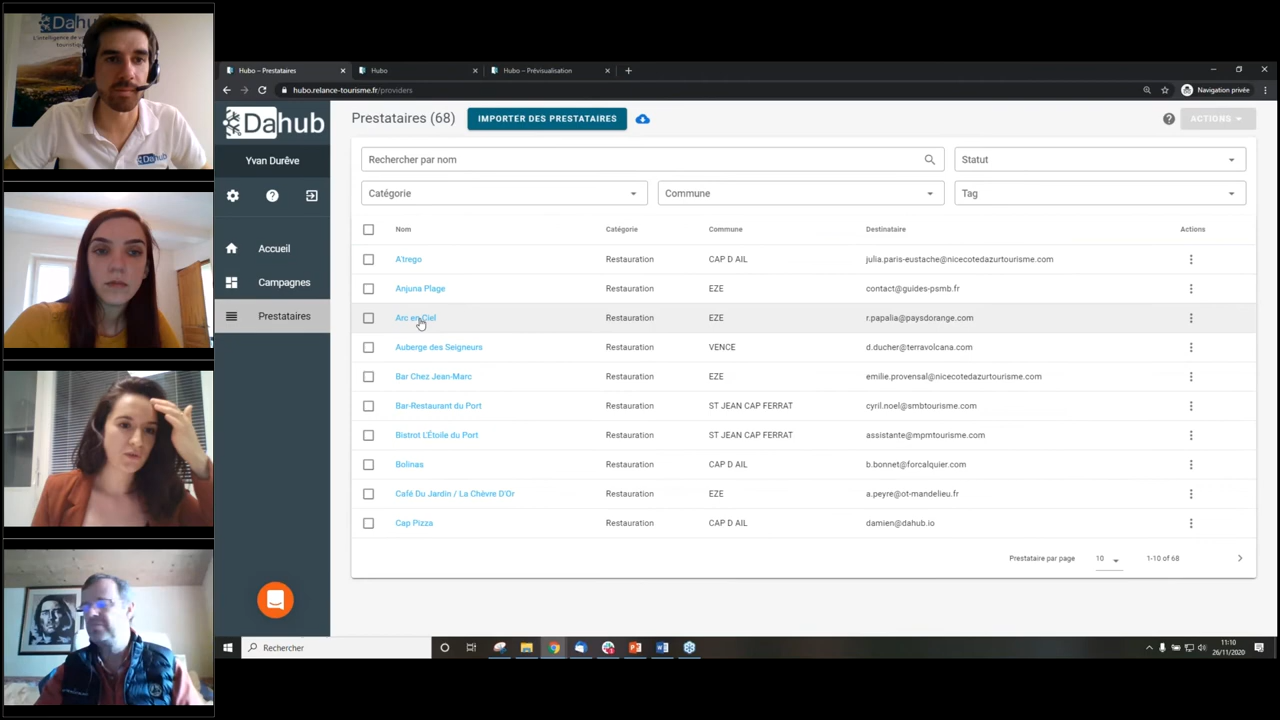 Dahub
L'intelligence de vo
touristiq
Dahub
Hubo – Prestataires
Hubo
Hubo – Prévisualisation
hubo.relance-tourisme.fr/providers
Navigation privée
Dahub
Yvan Durêve
Accueil
Campagnes
Prestataires
Prestataires (68)
IMPORTER DES PRESTATAIRES
ACTIONS
Rechercher par nom
Statut
Catégorie
Commune
Tag
Nom Catégorie Commune Destinataire Actions
A'trego Restauration CAP D AIL julia.paris-eustache@nicecotedazurtourisme.com
Anjuna Plage Restauration EZE contact@guides-psmb.fr
Arc en Ciel Restauration EZE r.papalia@paysdorange.com
Auberge des Seigneurs Restauration VENCE d.ducher@terravolcana.com
Bar Chez Jean-Marc Restauration EZE emilie.provensal@nicecotedazurtourisme.com
Bar-Restaurant du Port Restauration ST JEAN CAP FERRAT cyril.noel@smbtourisme.com
Bistrot L'Étoile du Port Restauration ST JEAN CAP FERRAT assistante@mpmtourisme.com
Bolinas Restauration CAP D AIL b.bonnet@forcalquier.com
Café Du Jardin / La Chèvre D'Or Restauration EZE a.peyre@ot-mandelieu.fr
Cap Pizza Restauration CAP D AIL damien@dahub.io
Prestataire par page 10 1-10 of 68
Rechercher
11:10
26/11/2020